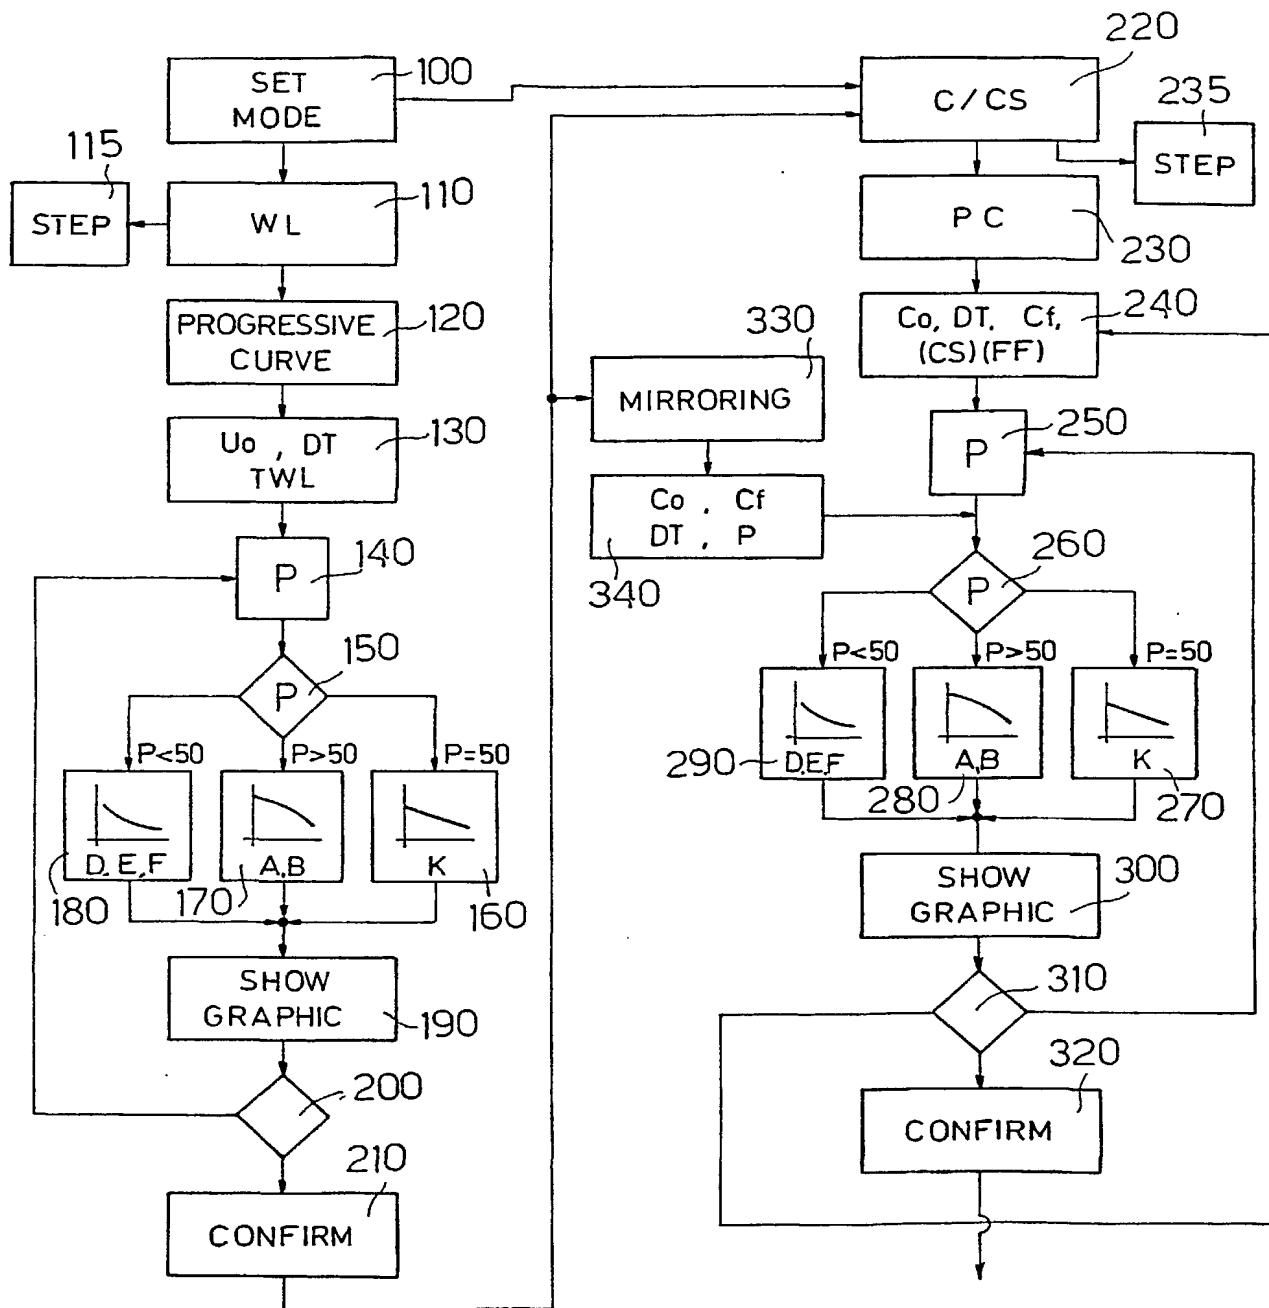 SET
MODE
100
115
STEP
WL
110
PROGRESSIVE
CURVE
120
Uo , DT
TWL
130
P
140
P
150
P<50
P>50
P=50
D, E, F
A,B
K
180
170
160
SHOW
GRAPHIC
190
200
210
CONFIRM
220
C / CS
235
STEP
PC
230
Co, DT, Cf,
(CS)(FF)
240
330
MIRRORING
Co , Cf
DT , P
340
P
250
P
260
P<50
P>50
P=50
D,E,F
A,B
K
290
280
270
SHOW
GRAPHIC
300
310
320
CONFIRM